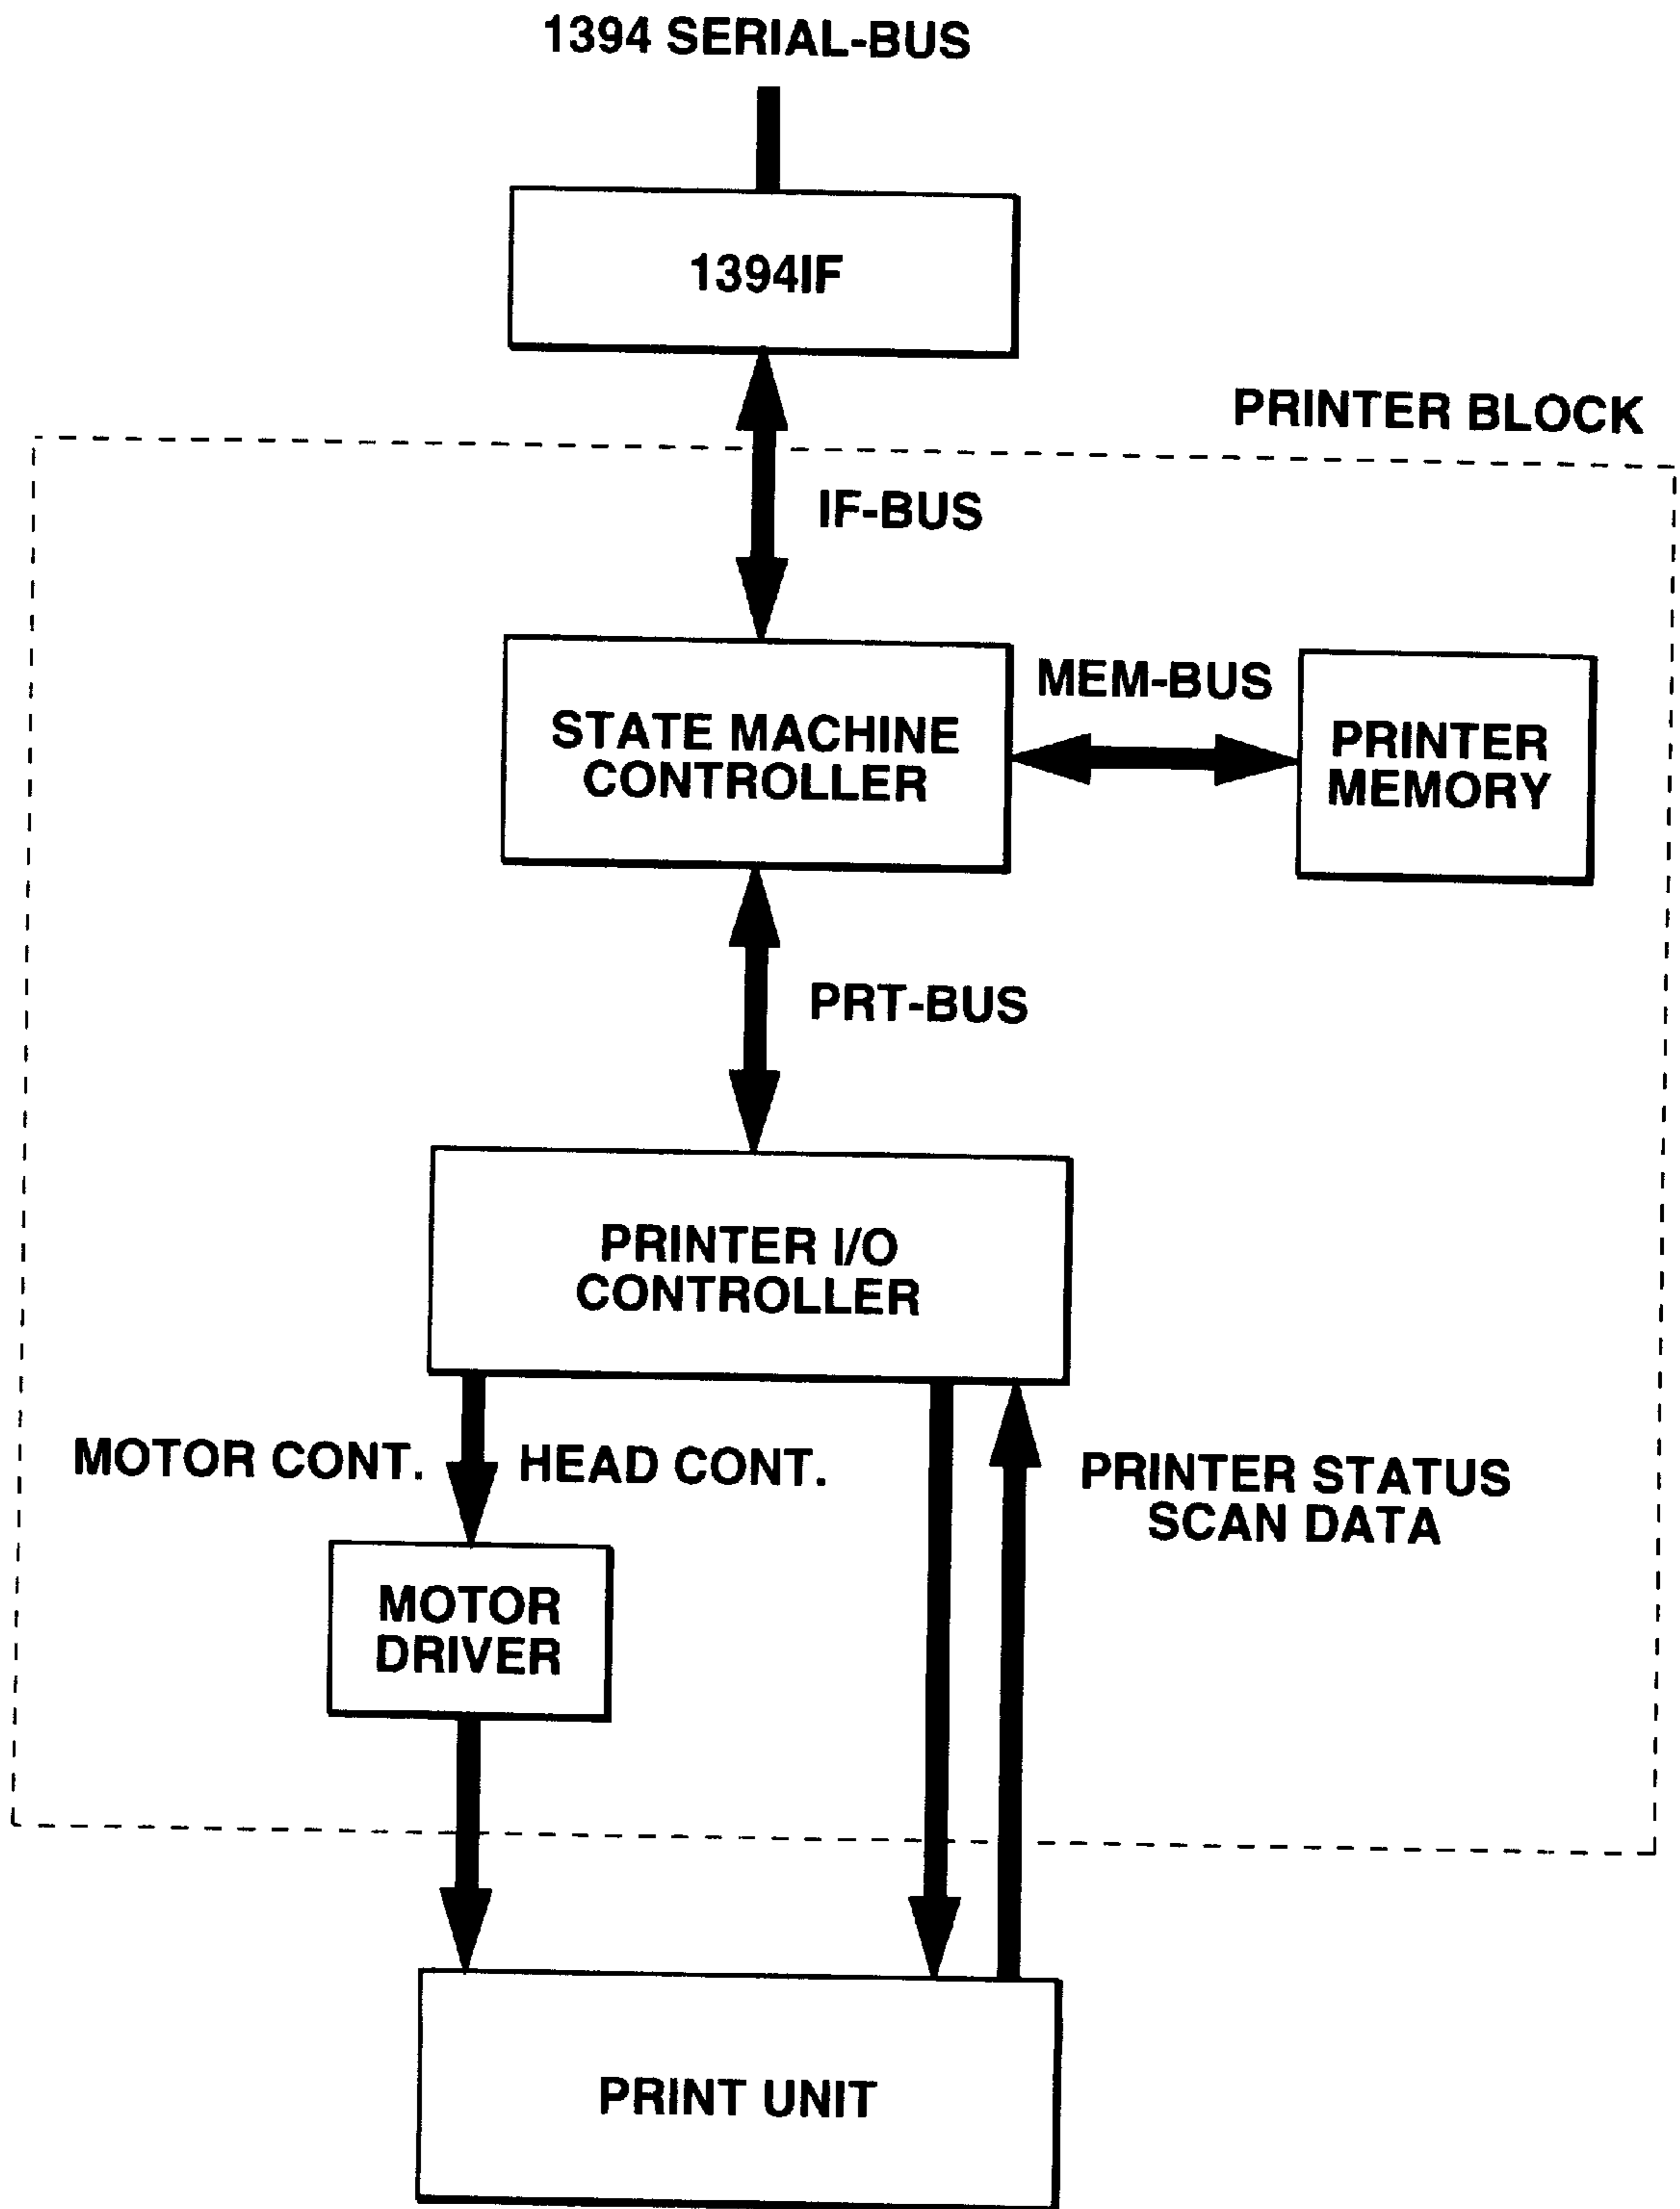 1394 SERIAL-BUS
1394IF
PRINTER BLOCK
IF-BUS
STATE MACHINE
CONTROLLER
MEM-BUS
PRINTER
MEMORY
PRT-BUS
PRINTER I/O
CONTROLLER
MOTOR CONT.
HEAD CONT.
PRINTER STATUS
SCAN DATA
MOTOR
DRIVER
PRINT UNIT